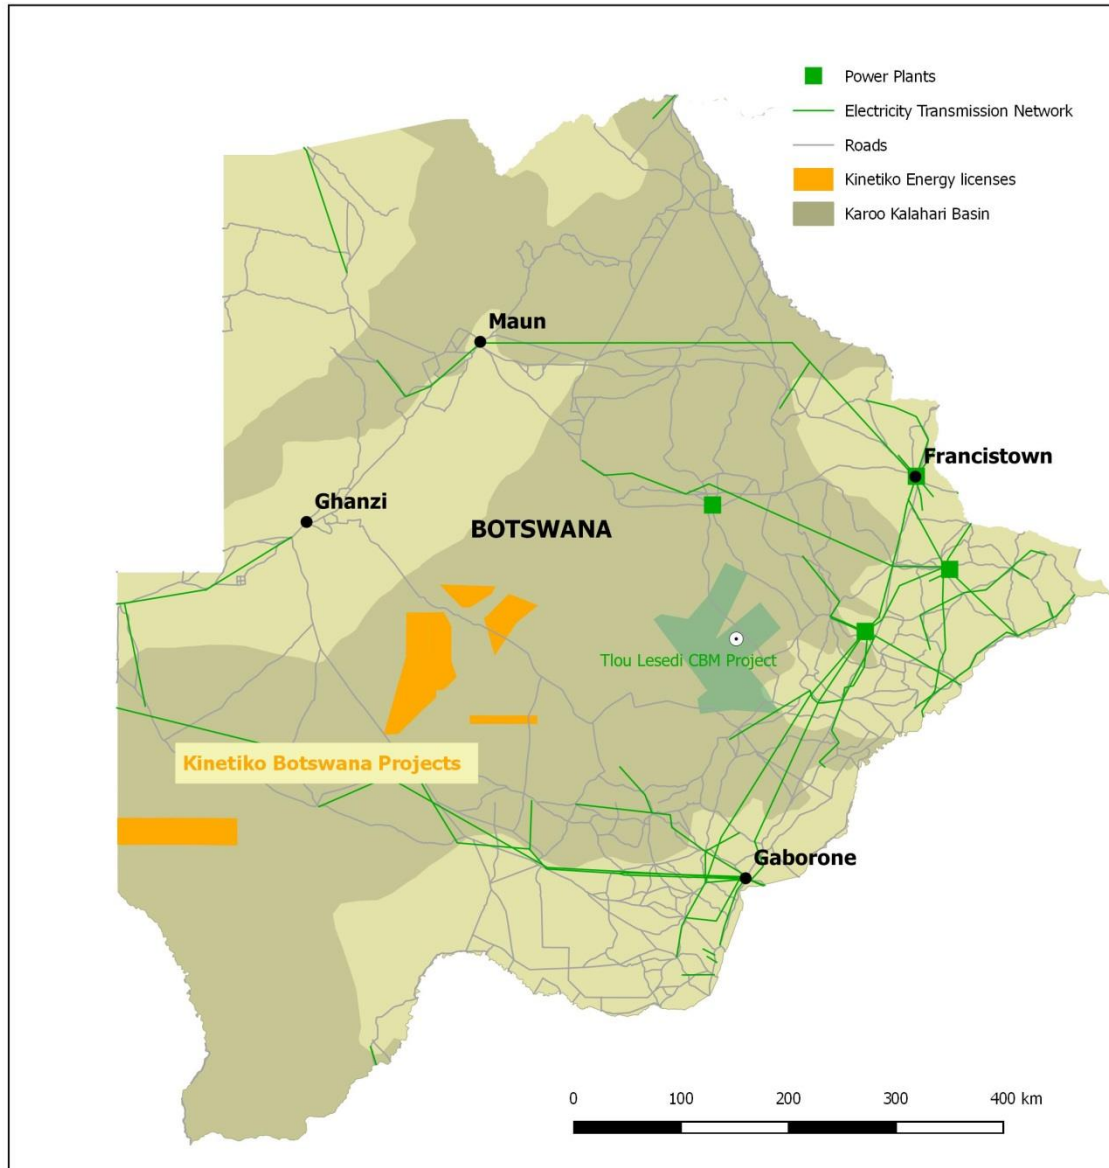 Power Plants
Electricity Transmission Network
Roads
Kinetiko Energy licenses
Karoo Kalahari Basin
Maun
Francistown
Ghanzi
BOTSWANA
Tlou Lesedi CBM Project
Kinetiko Botswana Projects
Gaborone
0 100 200 300 400 km